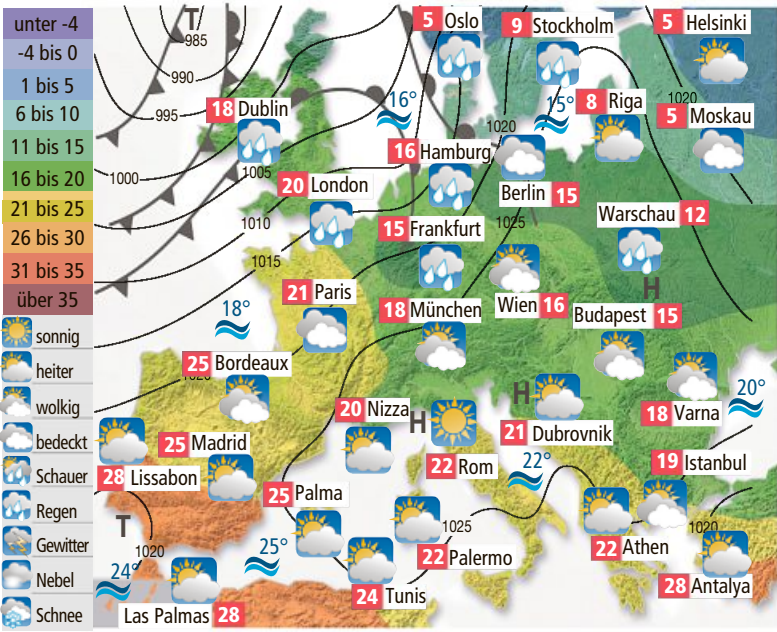 unter -4
-4 bis 0
1 bis 5
6 bis 10
11 bis 15
16 bis 20
21 bis 25
26 bis 30
31 bis 35
über 35
sonnig
heiter
wolkig
bedeckt
Schauer
Regen
Gewitter
Nebel
Schnee
T
985
990
995
1000
1005
1010
1015
1020
5 Oslo
9 Stockholm
5 Helsinki
1020
16°
15°
8 Riga
5 Moskau
18 Dublin
1020
16 Hamburg
20 London
Berlin 15
15 Frankfurt
1025
Warschau 12
H
21 Paris
18 München
Wien 16
Budapest 15
18°
25 Bordeaux
20 Nizza
H
H
21 Dubrovnik
18 Varna
20°
25 Madrid
28 Lissabon
22 Rom
22°
19 Istanbul
T
1020
25 Palma
1025
22 Palermo
22 Athen
1020
28 Antalya
24°
25°
24 Tunis
Las Palmas 28